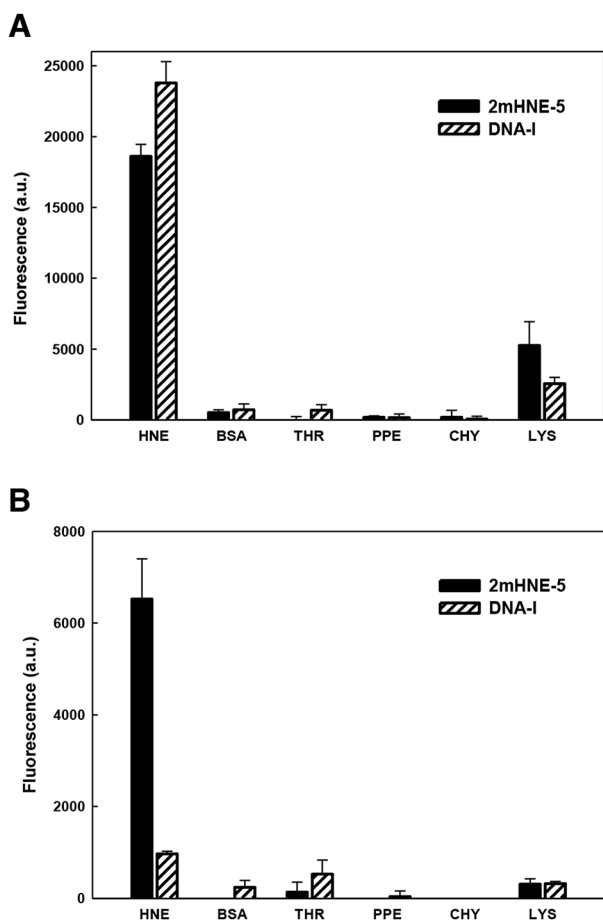 A
25000
20000
15000
10000
5000
0
Fluorescence (a.u.)
2mHNE-5
DNA-I
HNE BSA THR PPE CHY LYS
B
8000
6000
4000
2000
0
Fluorescence (a.u.)
2mHNE-5
DNA-I
HNE BSA THR PPE CHY LYS